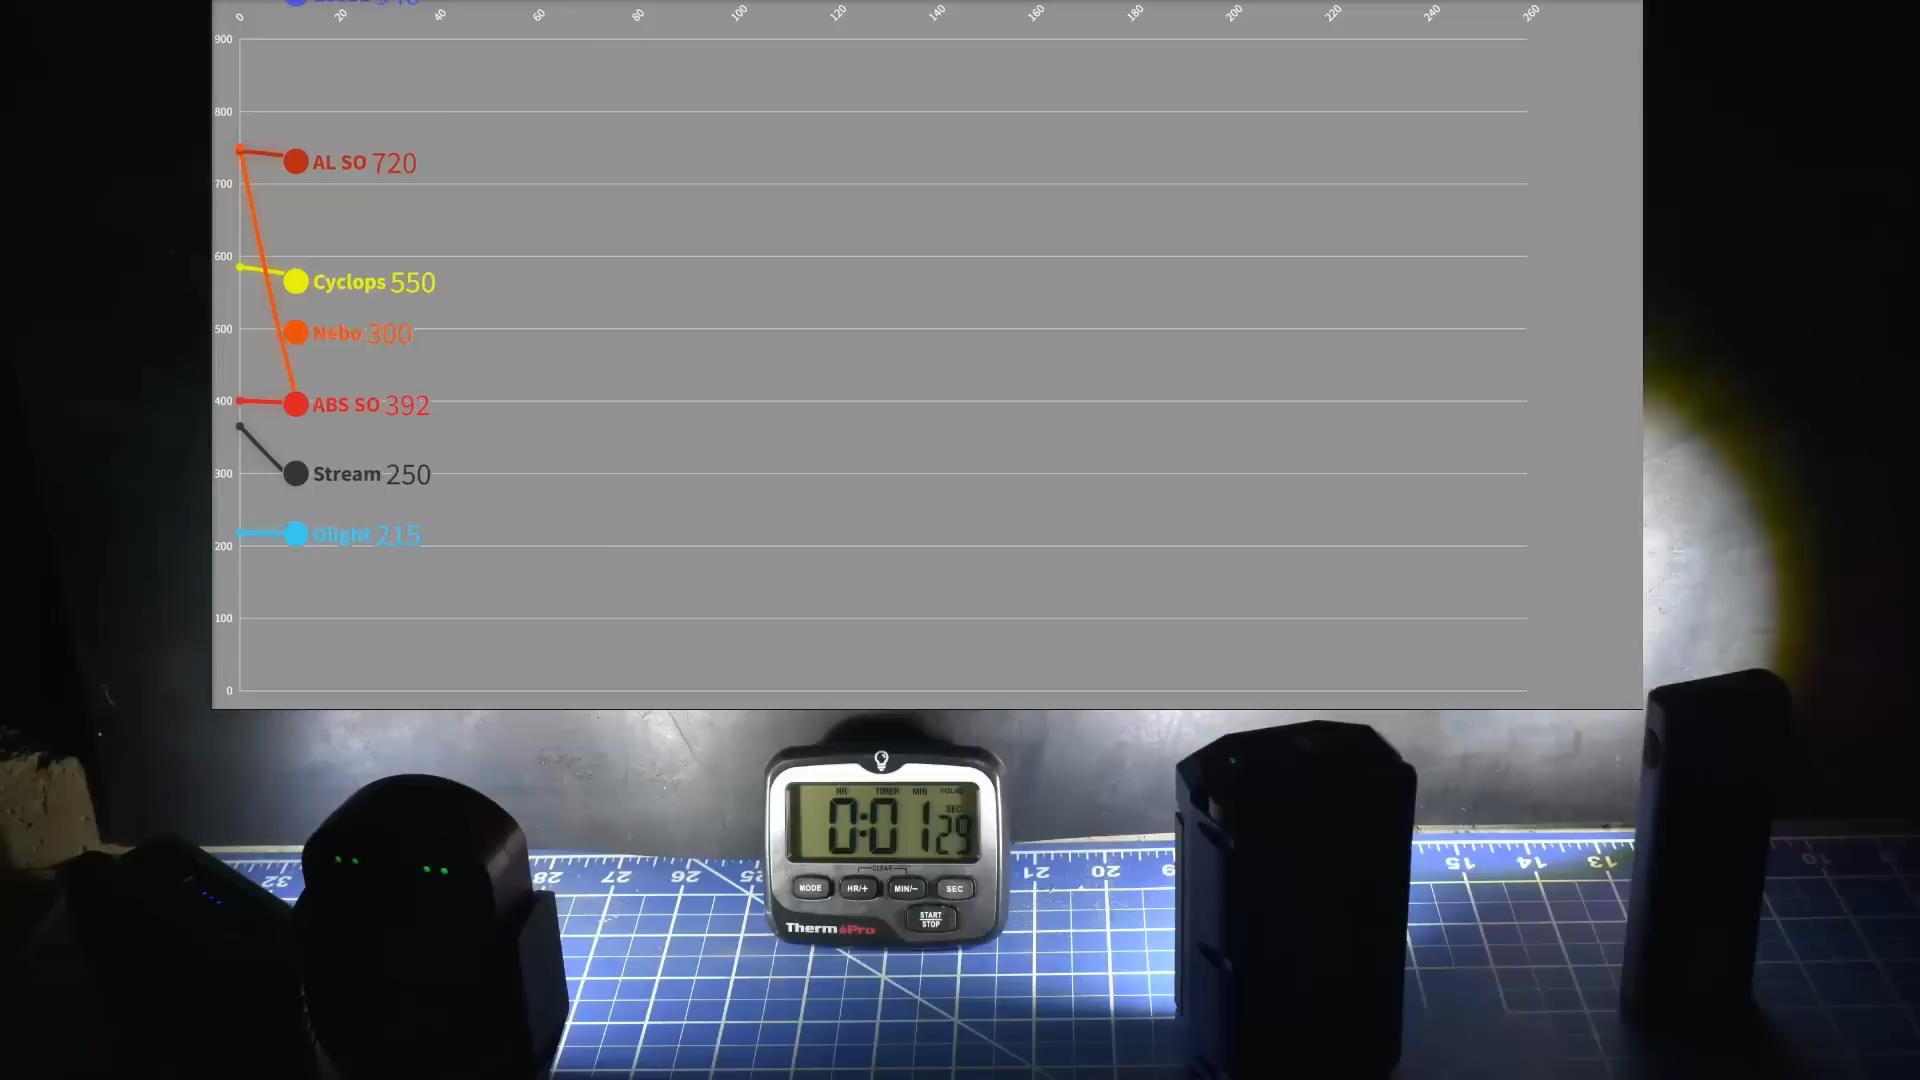 0 20 40 60 80 100 120 140 160 180 200 220 240 260
900
800
AL SO 720
700
600
Cyclops 550
500
Nebo 300
400
ABS SO 392
300
Stream 250
Olight 215
200
100
0
HR TIMER MIN
SEC
0:01 29
CLEAR
MODE HR/+ MIN/− SEC
START
STOP
ThermoPro
32 28 27 26 25 21 20 15 14 13